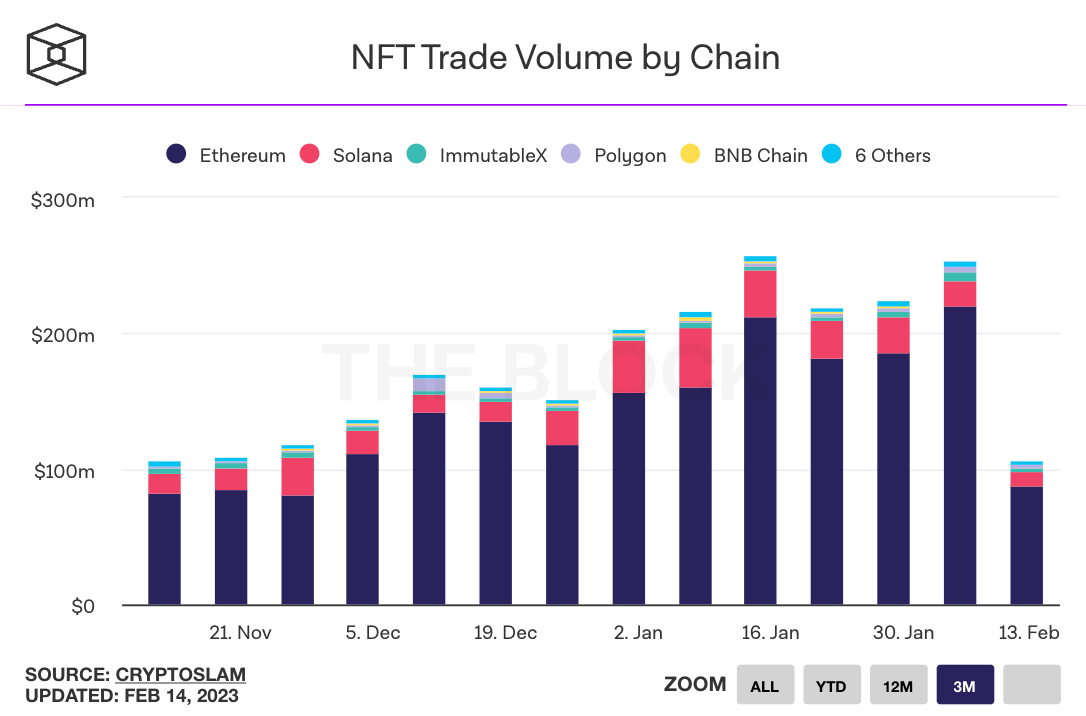 NFT Trade Volume by Chain
Ethereum Solana ImmutableX Polygon BNB Chain 6 Others
$300m
$200m
THE BLOCK
$100m
$0
21. Nov 5. Dec 19. Dec 2. Jan 16. Jan 30. Jan 13. Feb
SOURCE: CRYPTOSLAM
UPDATED: FEB 14, 2023
ZOOM ALL YTD 12M 3M